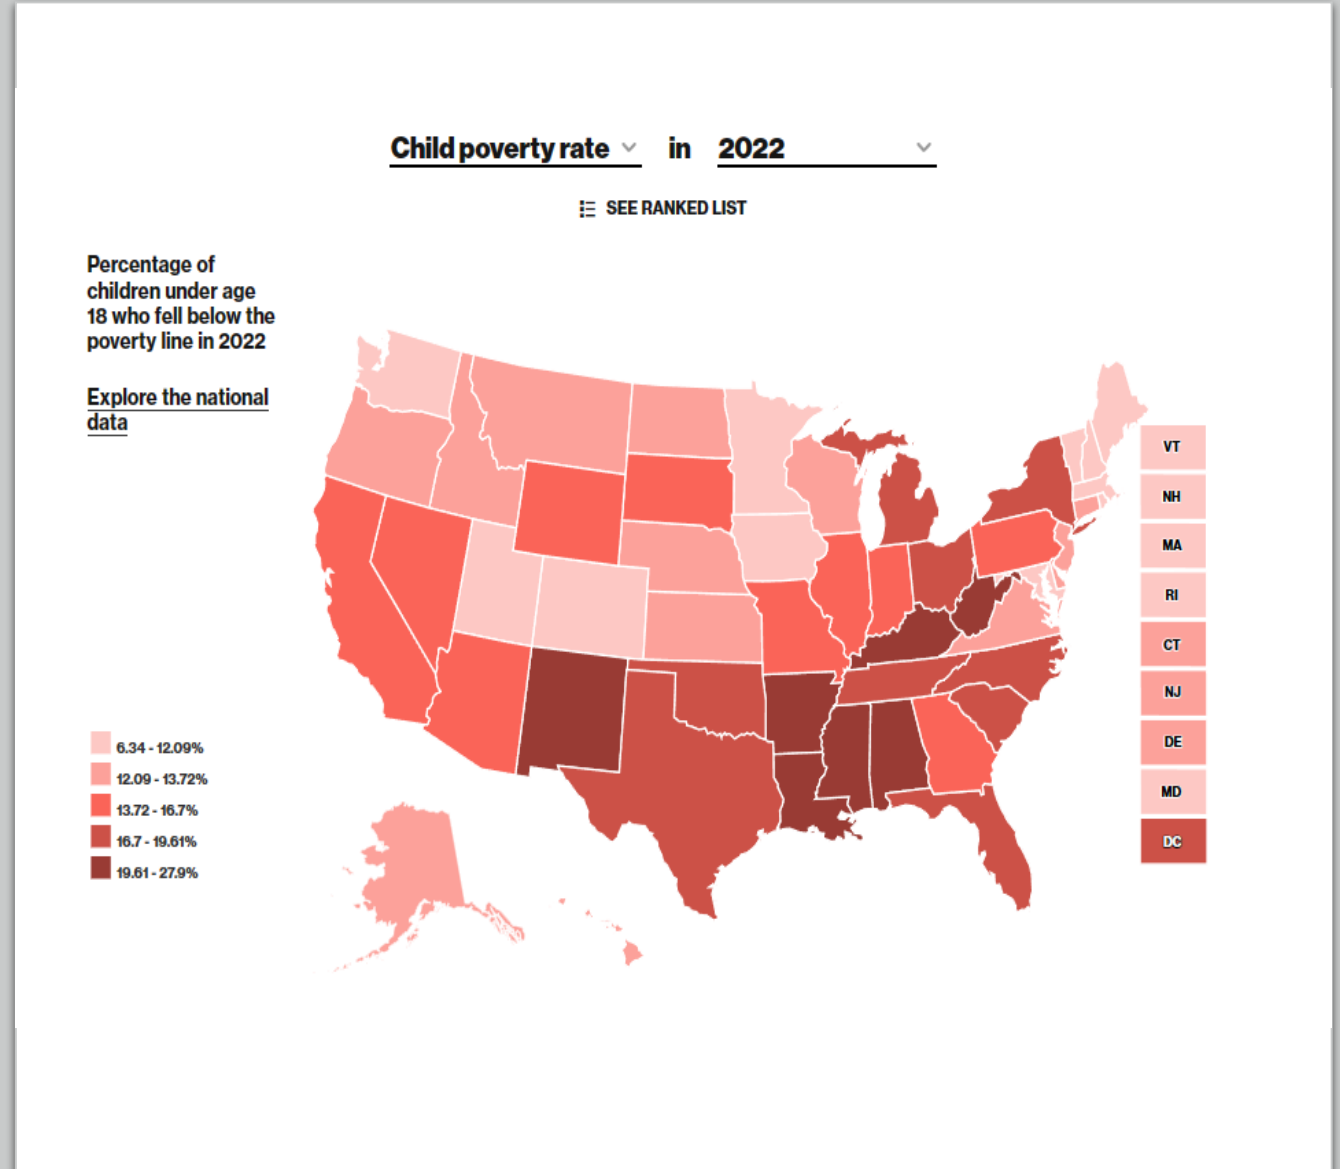 Child poverty rate in 2022
SEE RANKED LIST
Percentage of
children under age
18 who fell below the
poverty line in 2022
Explore the national
data
VT
NH
MA
RI
CT
NJ
DE
MD
DC
6.34 - 12.09%
12.09 - 13.72%
13.72 - 16.7%
16.7 - 19.61%
19.61 - 27.9%